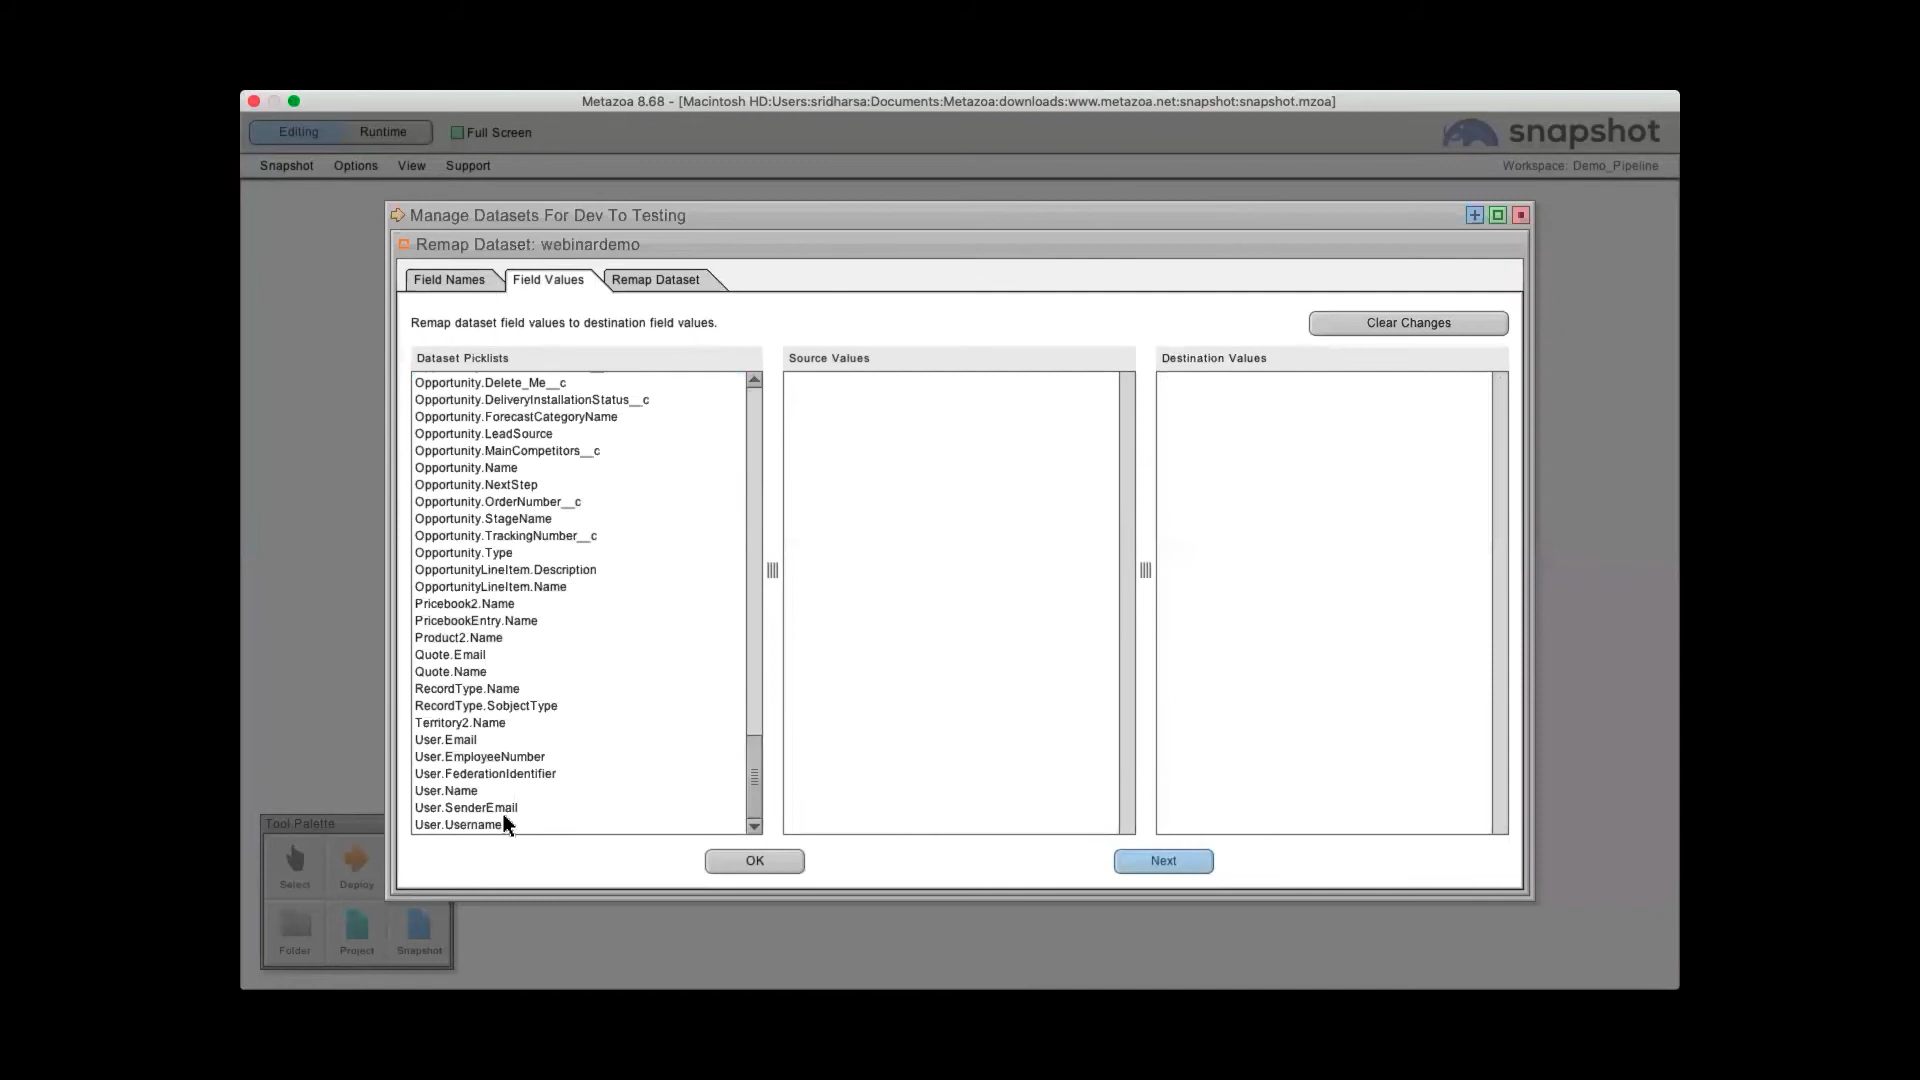 Metazoa 8.68 - [Macintosh HD:Users:sridharsa:Documents:Metazoa:downloads:www.metazoa.net:snapshot:snapshot.mzoa]
Editing Runtime Full Screen
snapshot
Snapshot Options View Support
Workspace: Demo_Pipeline
Manage Datasets For Dev To Testing
Remap Dataset: webinardemo
Field Names Field Values Remap Dataset
Remap dataset field values to destination field values.
Clear Changes
Dataset Picklists
Opportunity.Delete_Me__c
Opportunity.DeliveryInstallationStatus__c
Opportunity.ForecastCategoryName
Opportunity.LeadSource
Opportunity.MainCompetitors__c
Opportunity.Name
Opportunity.NextStep
Opportunity.OrderNumber__c
Opportunity.StageName
Opportunity.TrackingNumber__c
Opportunity.Type
OpportunityLineItem.Description
OpportunityLineItem.Name
Pricebook2.Name
PricebookEntry.Name
Product2.Name
Quote.Email
Quote.Name
RecordType.Name
RecordType.SobjectType
Territory2.Name
User.Email
User.EmployeeNumber
User.FederationIdentifier
User.Name
User.SenderEmail
User.Username
Source Values
Destination Values
OK
Next
Tool Palette
Select Deploy
Folder Project Snapshot